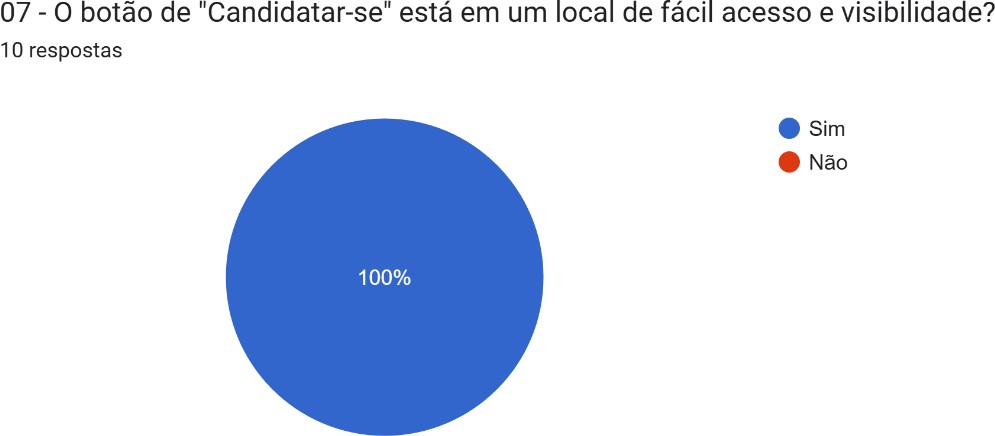 07 - O botão de "Candidatar-se" está em um local de fácil acesso e visibilidade?
10 respostas
Sim
Não
100%